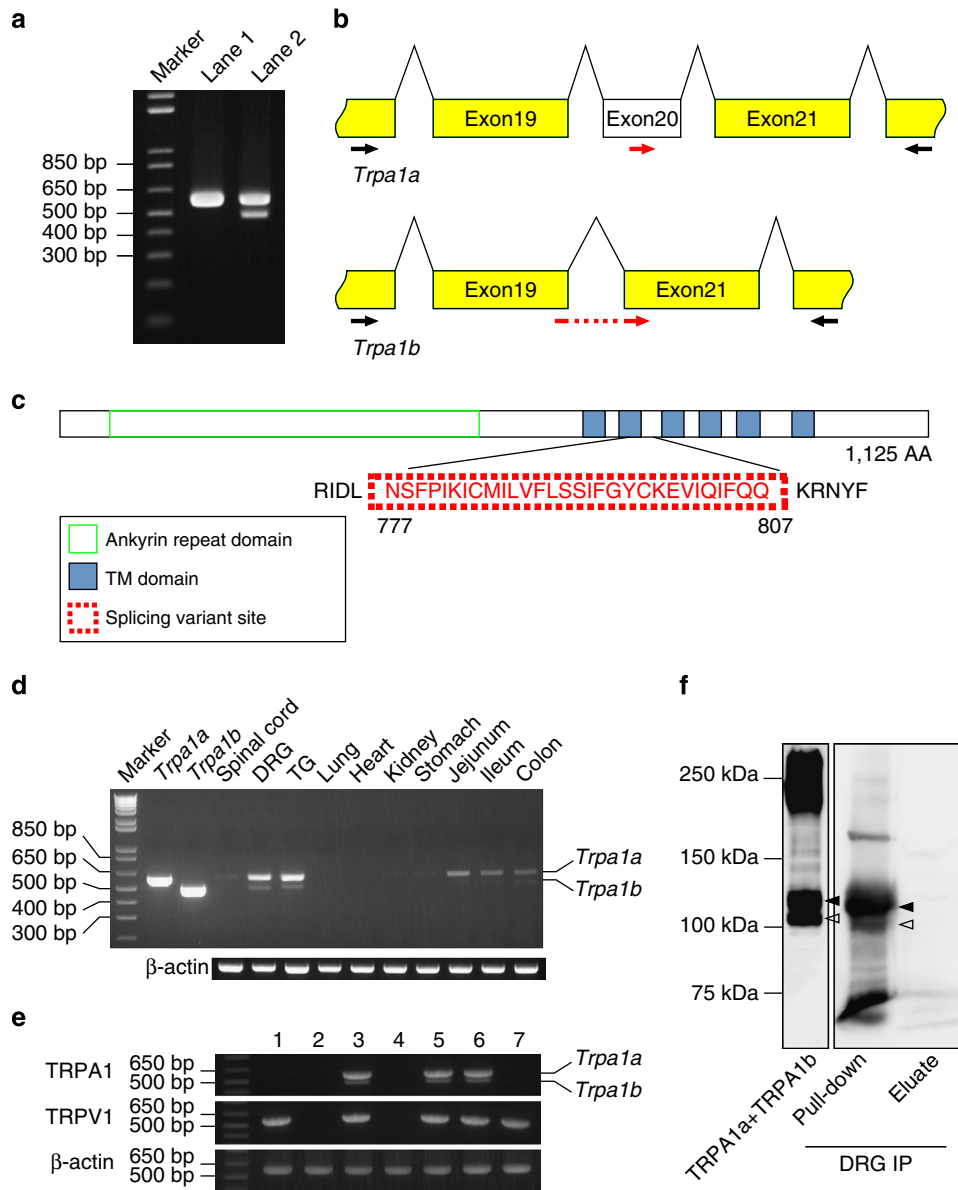 a
Marker
Lane 1
Lane 2
850 bp
650 bp
500 bp
400 bp
300 bp
b
Exon19
Exon20
Exon21
Trpa1a
Exon19
Exon21
Trpa1b
c
1,125 AA
RIDL NSFPIKICMILVFLSSIFGYCKEVIQIFQQ KRNYF
777 807
Ankyrin repeat domain
TM domain
Splicing variant site
d
Marker
Trpa1a
Trpa1b
Spinal cord
DRG
TG
Lung
Heart
Kidney
Stomach
Jejunum
Ileum
Colon
850 bp
650 bp
500 bp
400 bp
300 bp
Trpa1a
Trpa1b
β-actin
e
1 2 3 4 5 6 7
TRPA1 650 bp
500 bp
Trpa1a
Trpa1b
TRPV1 650 bp
500 bp
β-actin 650 bp
500 bp
f
250 kDa
150 kDa
100 kDa
75 kDa
TRPA1a+TRPA1b
Pull-down
Eluate
DRG IP